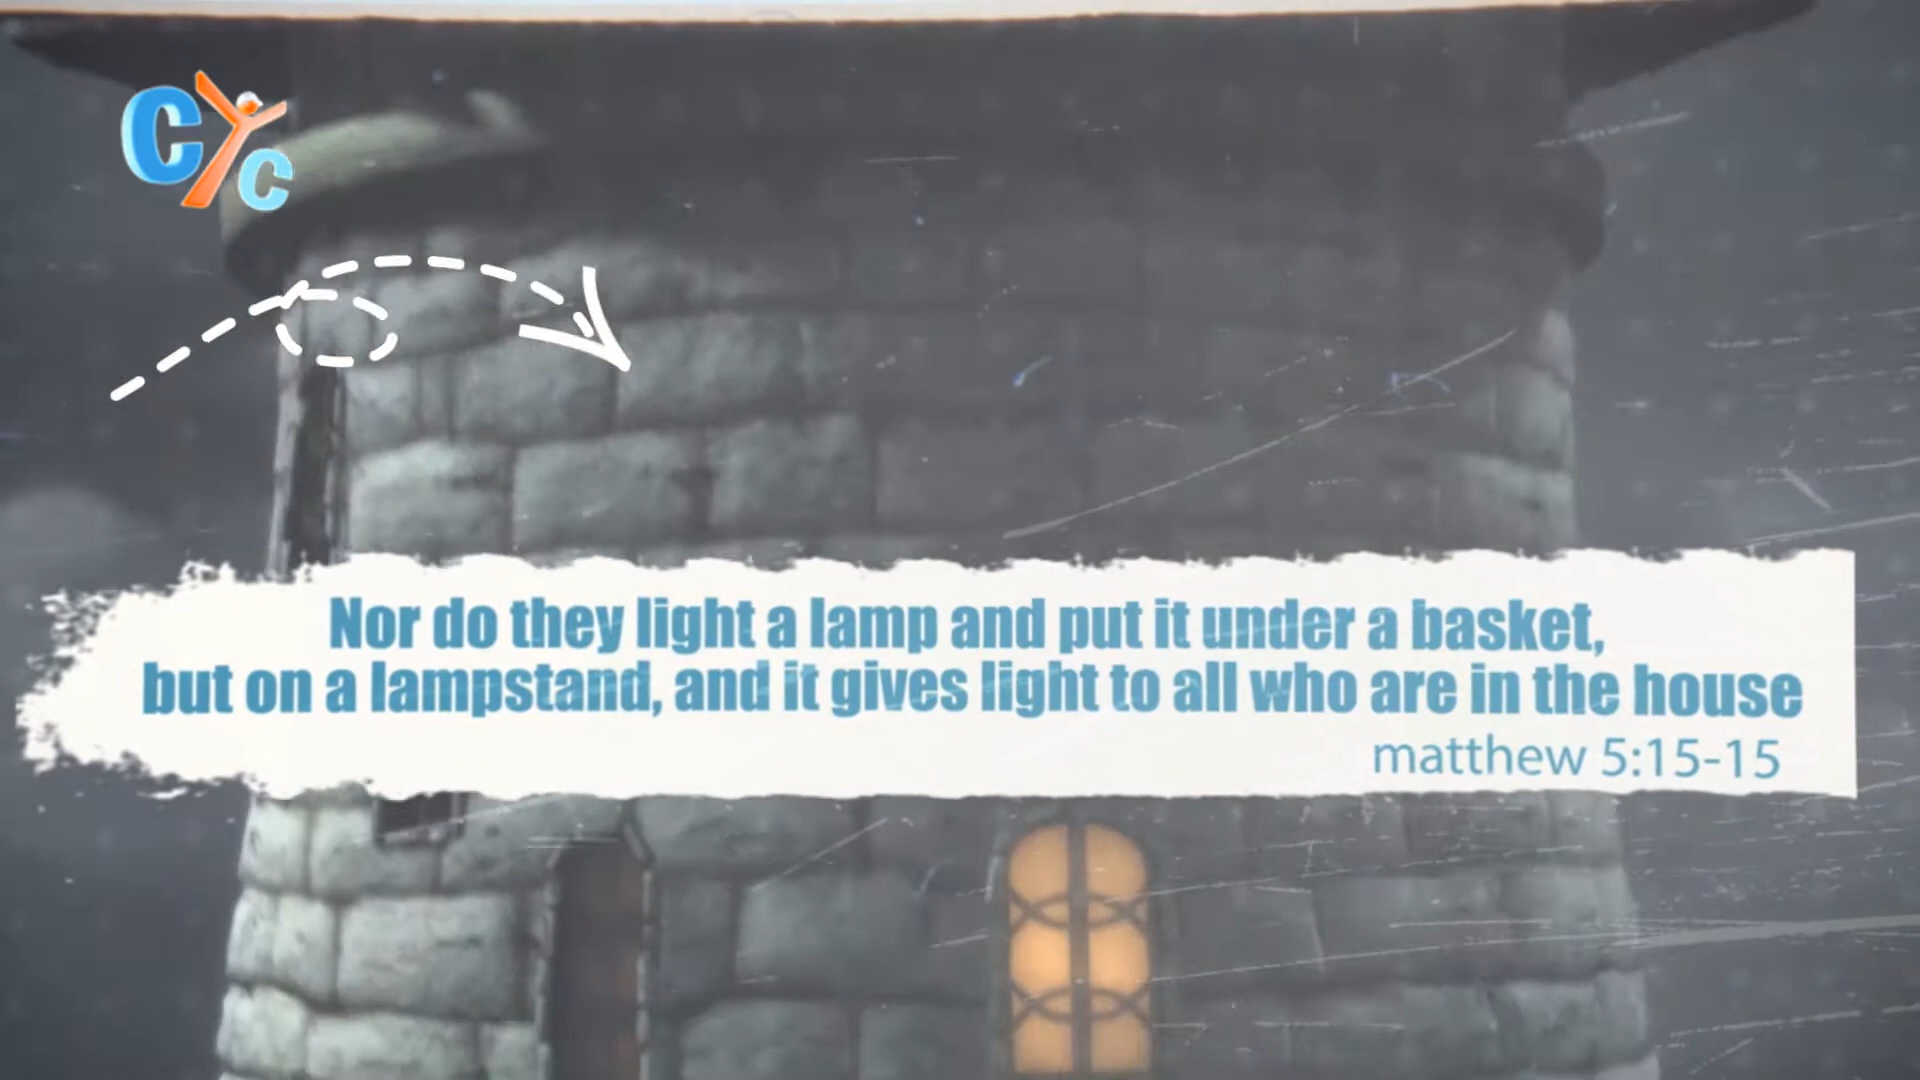 CYC
Nor do they light a lamp and put it under a basket,
but on a lampstand, and it gives light to all who are in the house
matthew 5:15-15